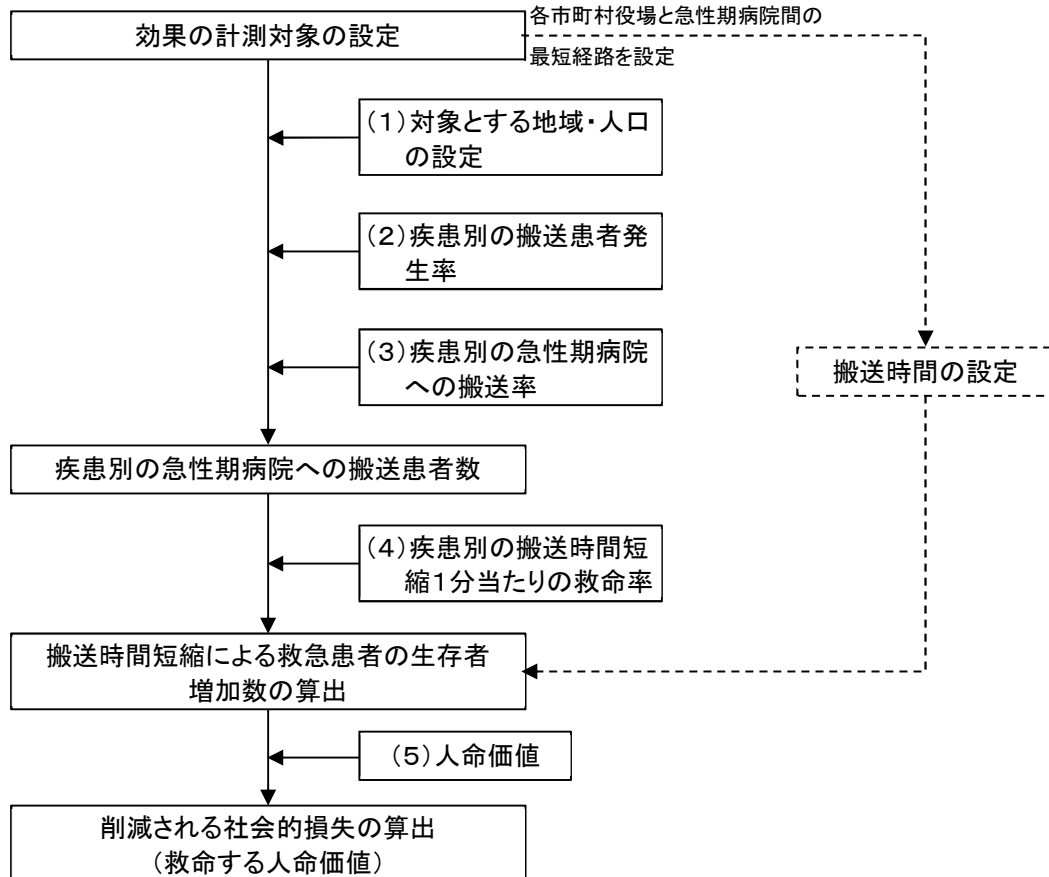 効果の計測対象の設定
各市町村役場と急性期病院間の
最短経路を設定
(1)対象とする地域・人口
の設定
(2)疾患別の搬送患者発
生率
(3)疾患別の急性期病院
への搬送率
搬送時間の設定
疾患別の急性期病院への搬送患者数
(4)疾患別の搬送時間短
縮1分当たりの救命率
搬送時間短縮による救急患者の生存者
増加数の算出
(5)人命価値
削減される社会的損失の算出
(救命する人命価値)